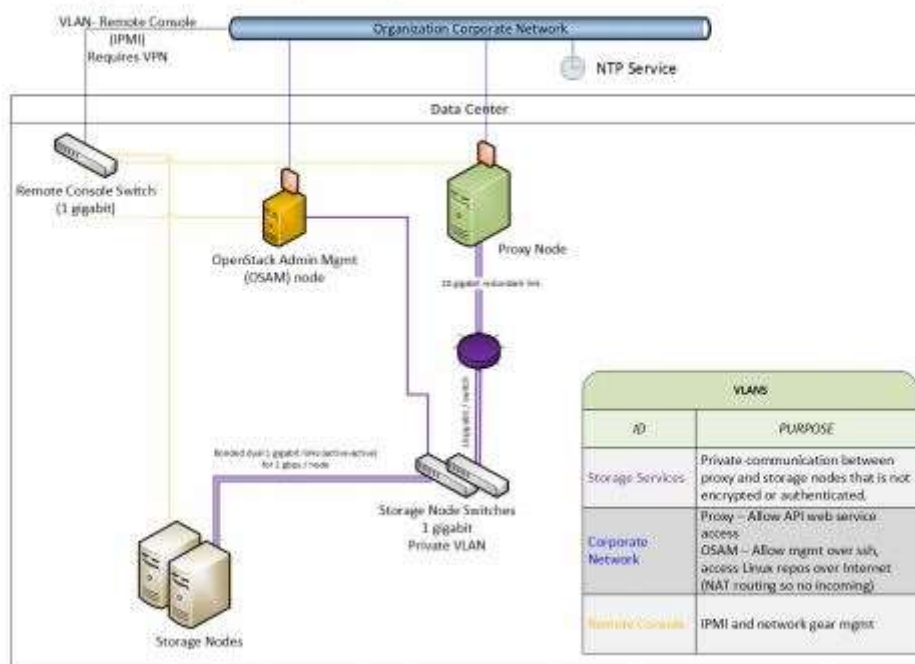 VLAN- Remote Console
(IPMI)
Requires VPN
Organization Corporate Network
NTP Service
Data Center
Remote Console Switch
(1 gigabit)
OpenStack Admin Mgmt
(OSAM) node
Proxy Node
gigabit redundant link
/ switch
Bonded dual 1 gigabit links (active-active)
for 1 gbps / node
Storage Node Switches
1 gigabit
Private VLAN
Storage Nodes
VLANS
ID
PURPOSE
Storage Services
Private communication between
proxy and storage nodes that is not
encrypted or authenticated.
Corporate
Network
Proxy – Allow API web service
access
OSAM – Allow mgmt over ssh,
access Linux repos over Internet
(NAT routing so no incoming)
Remote Console
IPMI and network gear mgmt